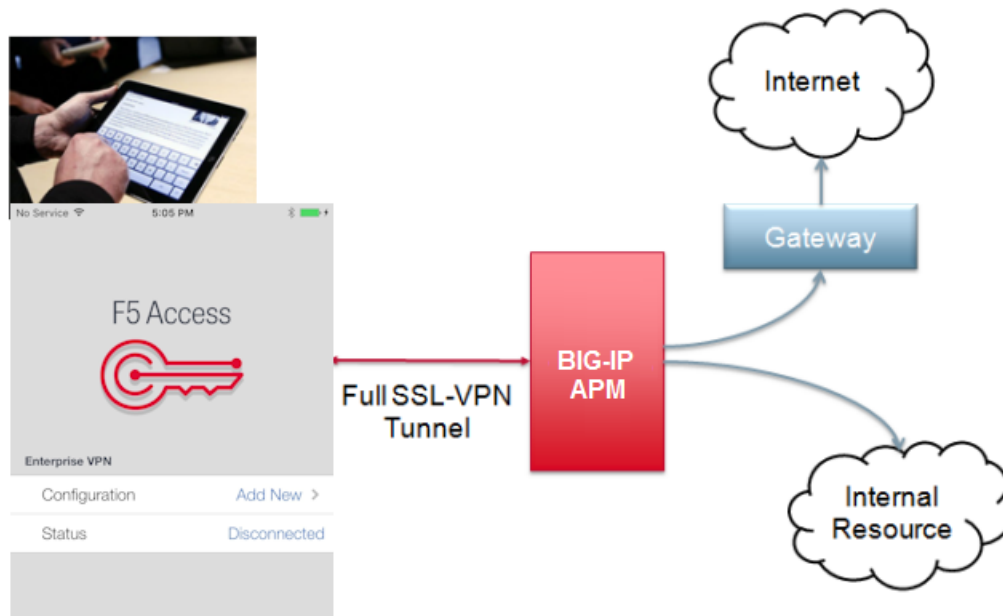 No Service
5:05 PM
F5 Access
Enterprise VPN
Configuration
Add New >
Status
Disconnected
Full SSL-VPN
Tunnel
BIG-IP
APM
Internet
Gateway
Internal
Resource